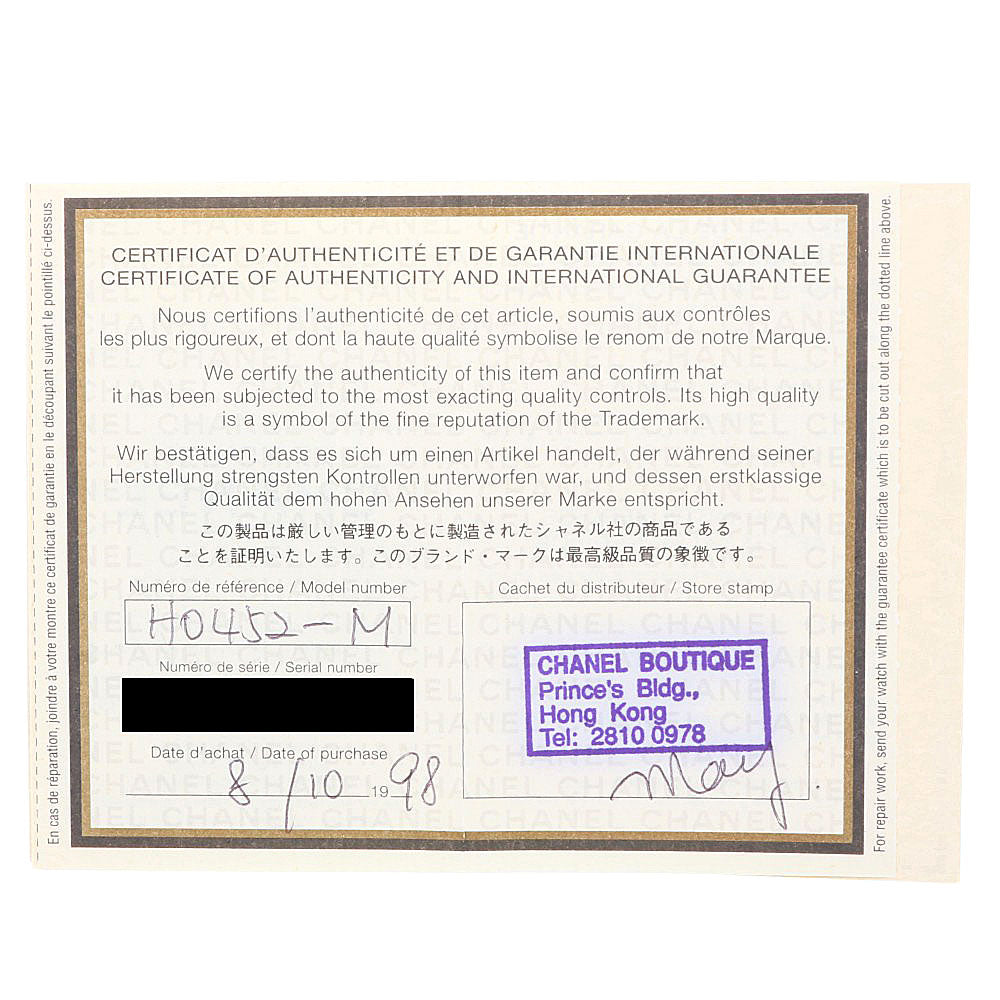 En cas de réparation, joindre à votre montre ce certificat de garantie en le découpant suivant le pointillé ci-dessus.
CERTIFICAT D'AUTHENTICITÉ ET DE GARANTIE INTERNATIONALE
CERTIFICATE OF AUTHENTICITY AND INTERNATIONAL GUARANTEE
Nous certifions l'authenticité de cet article, soumis aux contrôles
les plus rigoureux, et dont la haute qualité symbolise le renom de notre Marque.
We certify the authenticity of this item and confirm that
it has been subjected to the most exacting quality controls. Its high quality
is a symbol of the fine reputation of the Trademark.
Wir bestätigen, dass es sich um einen Artikel handelt, der während seiner
Herstellung strengsten Kontrollen unterworfen war, und dessen erstklassige
Qualität dem hohen Ansehen unserer Marke entspricht.
この製品は厳しい管理のもとに製造されたシャネル社の商品である
ことを証明いたします。このブランド・マークは最高級品質の象徴です。
Numéro de référence / Model number
H0452-M
Numéro de série / Serial number
Date d'achat / Date of purchase
8/10 1998
Cachet du distributeur / Store stamp
CHANEL BOUTIQUE
Prince's Bldg.,
Hong Kong
Tel: 2810 0978
May.
For repair work, send your watch with the guarantee certificate which is to be cut out along the dotted line above.